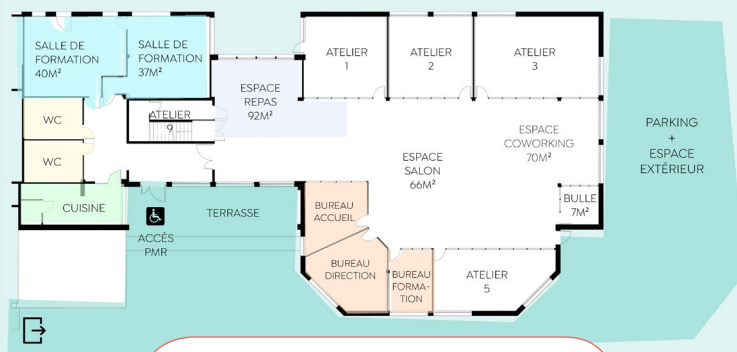 SALLE DE
FORMATION
40M²
SALLE DE
FORMATION
37M²
ATELIER
1
ATELIER
2
ATELIER
3
ESPACE
REPAS
92M²
WC
ATELIER
9
WC
ESPACE
COWORKING
70M²
ESPACE
SALON
66M²
PARKING
+
ESPACE
EXTÉRIEUR
CUISINE
TERRASSE
BUREAU
ACCUEIL
BULLE
7M²
ACCÈS
PMR
BUREAU
DIRECTION
BUREAU
FORMA-
TION
ATELIER
5